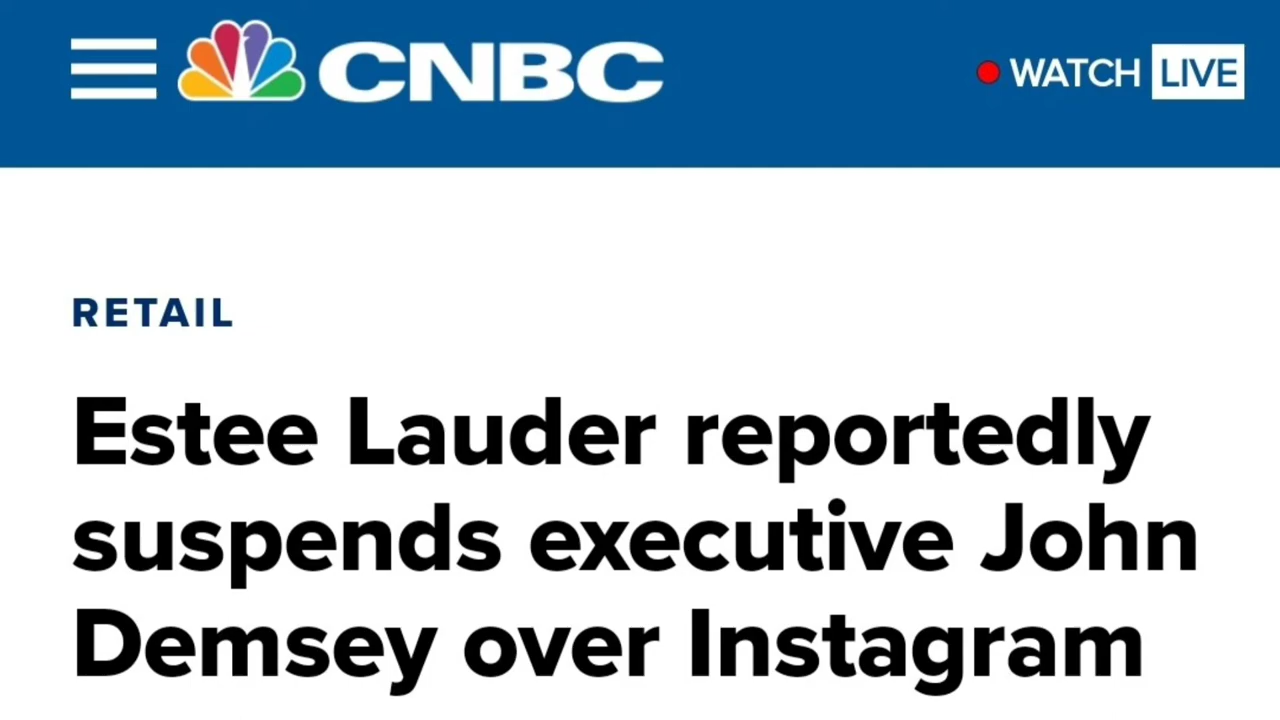 CNBC
WATCH LIVE
RETAIL
Estee Lauder reportedly
suspends executive John
Demsey over Instagram